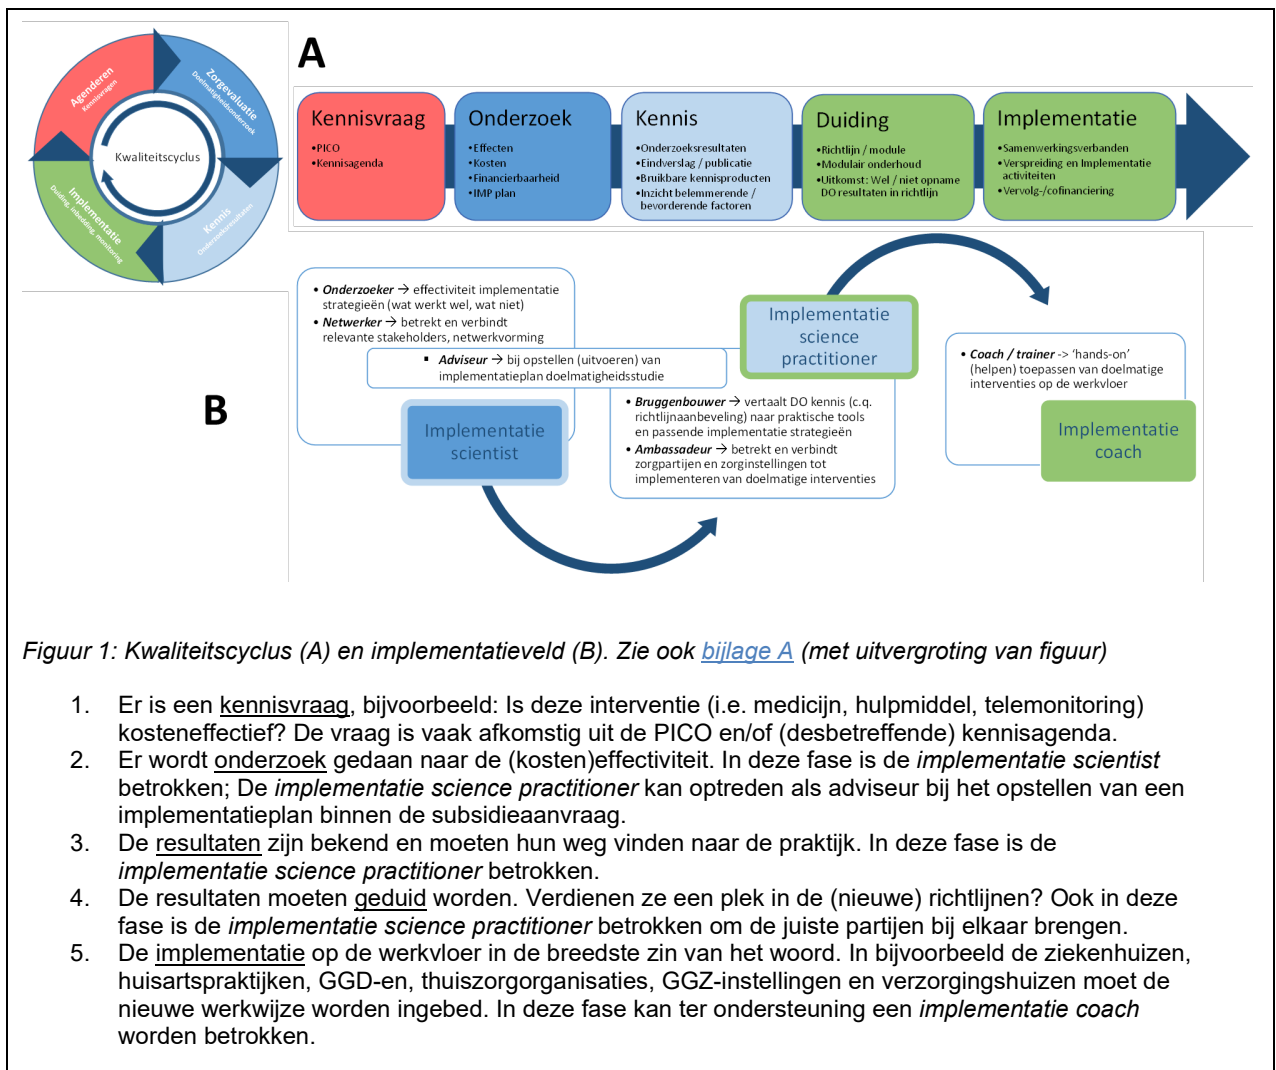 Agenderen
Kennisvragen
Zorgevaluatie
Doelmatigheidsonderzoek
Kwaliteitscyclus
Implementatie
Duiding, inbedding, monitoring
Kennis
Onderzoeksresultaten
A
Kennisvraag
•PICO
•Kennisagenda
Onderzoek
•Effecten
•Kosten
•Financierbaarheid
•IMP plan
Kennis
•Onderzoeksresultaten
•Eindverslag / publicatie
•Bruikbare kennisproducten
•Inzicht belemmerende /
bevorderende factoren
Duiding
•Richtlijn / module
•Modulair onderhoud
•Uitkomst: Wel / niet opname
DO resultaten in richtlijn
Implementatie
•Samenwerkingsverbanden
•Verspreiding en Implementatie
activiteiten
•Vervolg-/cofinanciering
B
• Onderzoeker → effectiviteit implementatie
strategieën (wat werkt wel, wat niet)
• Netwerker → betrekt en verbindt
relevante stakeholders, netwerkvorming
▪ Adviseur → bij opstellen (uitvoeren) van
implementatieplan doelmatigheidsstudie
Implementatie
scientist
Implementatie
science
practitioner
• Bruggenbouwer → vertaalt DO kennis (c.q.
richtlijnaanbeveling) naar praktische tools
en passende implementatie strategieën
• Ambassadeur → betrekt en verbindt
zorgpartijen en zorginstellingen tot
implementeren van doelmatige interventies
• Coach / trainer -> ‘hands-on’
(helpen) toepassen van doelmatige
interventies op de werkvloer
Implementatie
coach
Figuur 1: Kwaliteitscyclus (A) en implementatieveld (B). Zie ook bijlage A (met uitvergroting van figuur)
1. Er is een kennisvraag, bijvoorbeeld: Is deze interventie (i.e. medicijn, hulpmiddel, telemonitoring)
kosteneffectief? De vraag is vaak afkomstig uit de PICO en/of (desbetreffende) kennisagenda.
2. Er wordt onderzoek gedaan naar de (kosten)effectiviteit. In deze fase is de implementatie scientist
betrokken; De implementatie science practitioner kan optreden als adviseur bij het opstellen van een
implementatieplan binnen de subsidieaanvraag.
3. De resultaten zijn bekend en moeten hun weg vinden naar de praktijk. In deze fase is de
implementatie science practitioner betrokken.
4. De resultaten moeten geduid worden. Verdienen ze een plek in de (nieuwe) richtlijnen? Ook in deze
fase is de implementatie science practitioner betrokken om de juiste partijen bij elkaar brengen.
5. De implementatie op de werkvloer in de breedste zin van het woord. In bijvoorbeeld de ziekenhuizen,
huisartspraktijken, GGD-en, thuiszorgorganisaties, GGZ-instellingen en verzorgingshuizen moet de
nieuwe werkwijze worden ingebed. In deze fase kan ter ondersteuning een implementatie coach
worden betrokken.